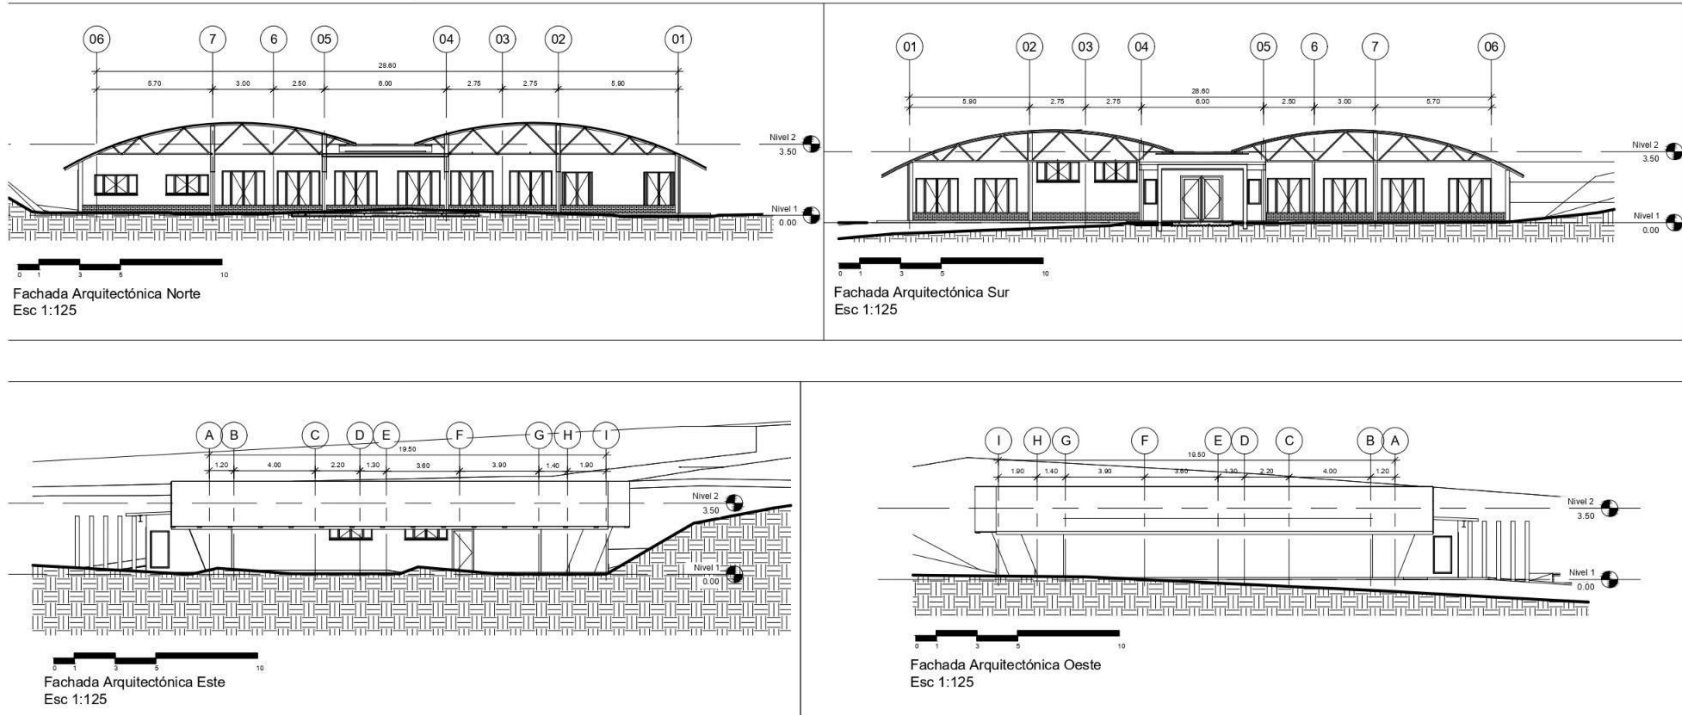 06 7 6 05 04 03 02 01
28.60
5.70 3.00 2.50 6.00 2.75 2.75 5.90
Nivel 2
3.50
Nivel 1
0.00
0 1 3 5 10
Fachada Arquitectónica Norte
Esc 1:125
01 02 03 04 05 6 7 06
28.60
5.90 2.75 2.75 6.00 2.50 3.00 5.70
Nivel 2
3.50
Nivel 1
0.00
0 1 3 5 10
Fachada Arquitectónica Sur
Esc 1:125
A B C D E F G H I
19.50
1.20 4.00 2.20 1.30 3.60 3.90 1.40 1.90
Nivel 2
3.50
Nivel 1
0.00
0 1 3 5 10
Fachada Arquitectónica Este
Esc 1:125
I H G F E D C B A
19.50
1.90 1.40 3.90 3.60 1.30 2.20 4.00 1.20
Nivel 2
3.50
Nivel 1
0.00
0 1 3 5 10
Fachada Arquitectónica Oeste
Esc 1:125